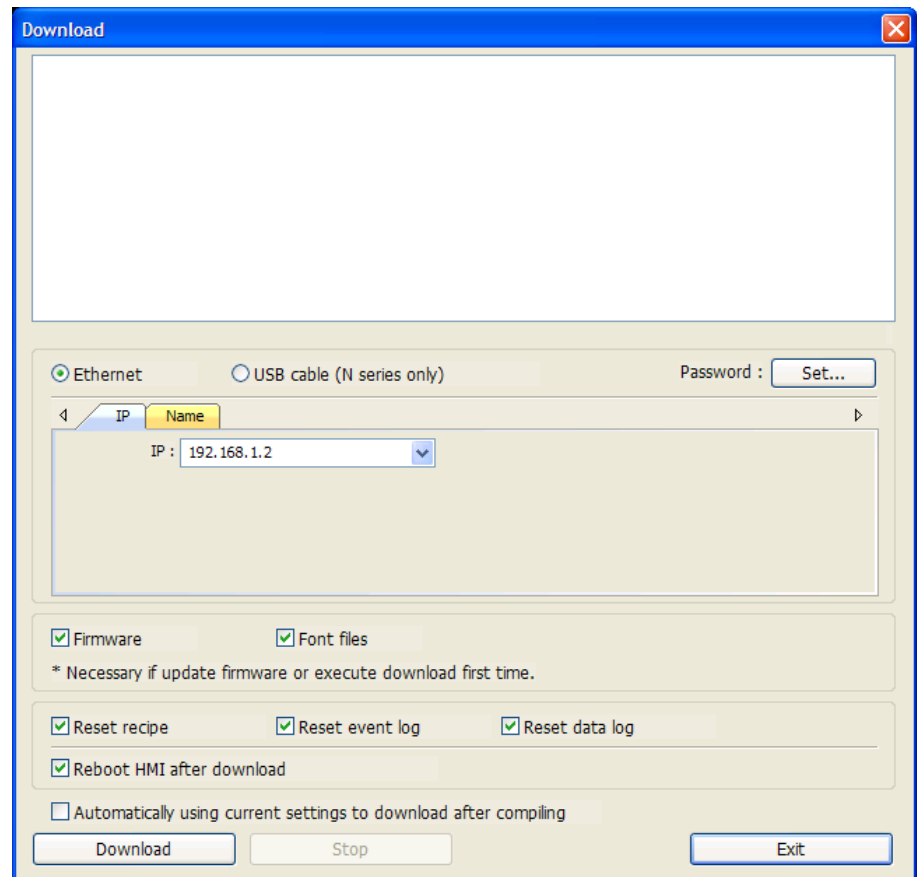 Download
Ethernet USB cable (N series only) Password : Set...
IP Name
IP : 192.168.1.2
Firmware Font files
* Necessary if update firmware or execute download first time.
Reset recipe Reset event log Reset data log
Reboot HMI after download
Automatically using current settings to download after compiling
Download Stop Exit